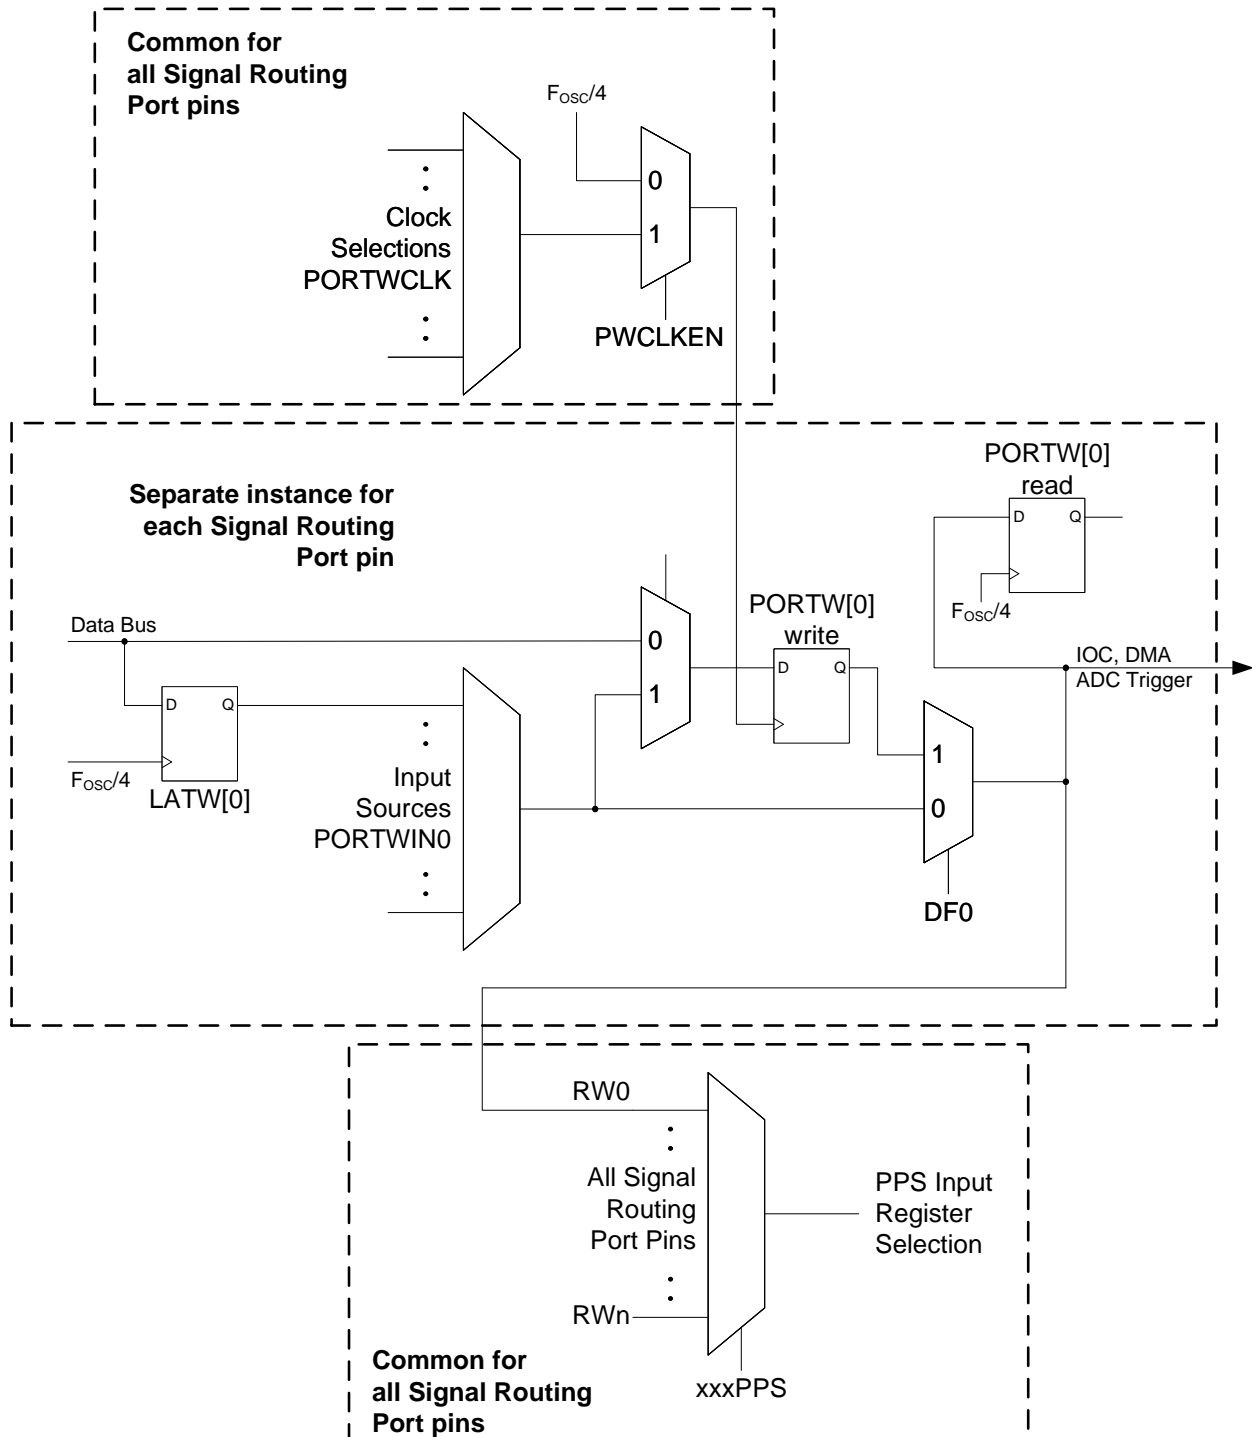 Common for
all Signal Routing
Port pins
FOSC/4
0
1
Clock
Selections
PORTWCLK
PWCLKEN
Separate instance for
each Signal Routing
Port pin
PORTW[0]
read
D
Q
FOSC/4
Data Bus
0
1
PORTW[0]
write
D
Q
IOC, DMA
ADC Trigger
D
Q
FOSC/4
LATW[0]
Input
Sources
PORTWIN0
1
0
DF0
RW0
All Signal
Routing
Port Pins
RWn
PPS Input
Register
Selection
xxxPPS
Common for
all Signal Routing
Port pins